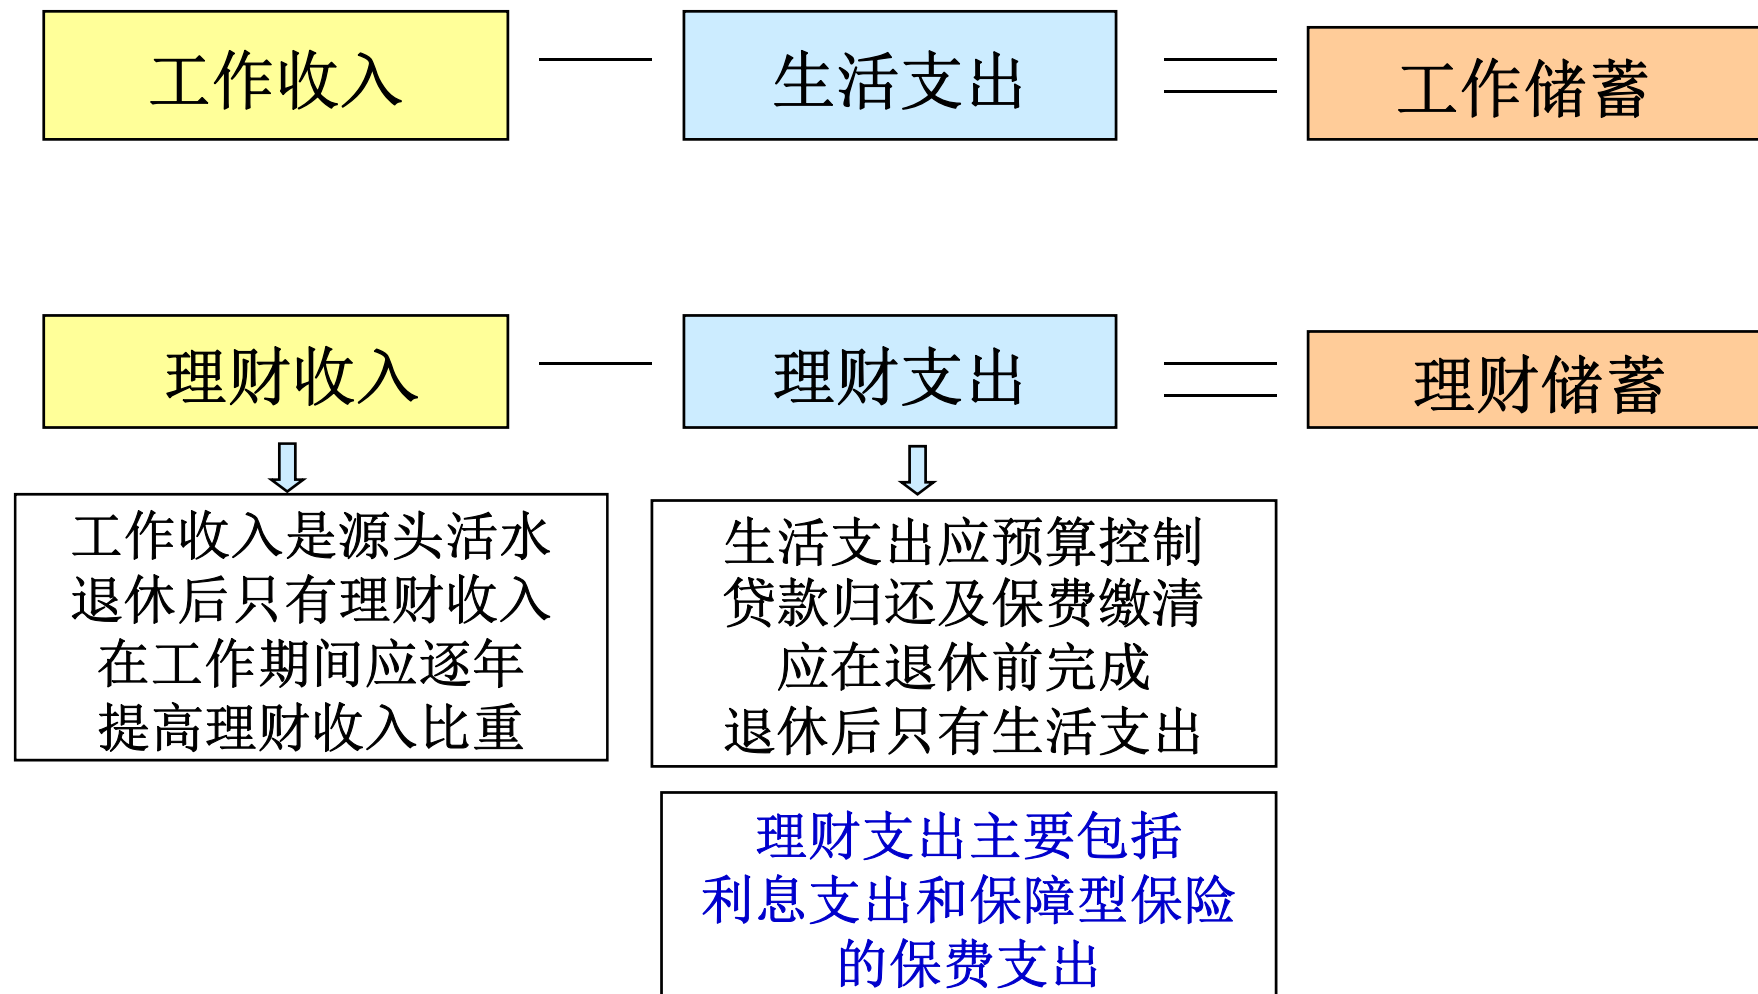 工作收入
生活支出
工作储蓄
理财收入
理财支出
理财储蓄
工作收入是源头活水
退休后只有理财收入
在工作期间应逐年
提高理财收入比重
生活支出应预算控制
贷款归还及保费缴清
应在退休前完成
退休后只有生活支出
理财支出主要包括
利息支出和保障型保险
的保费支出